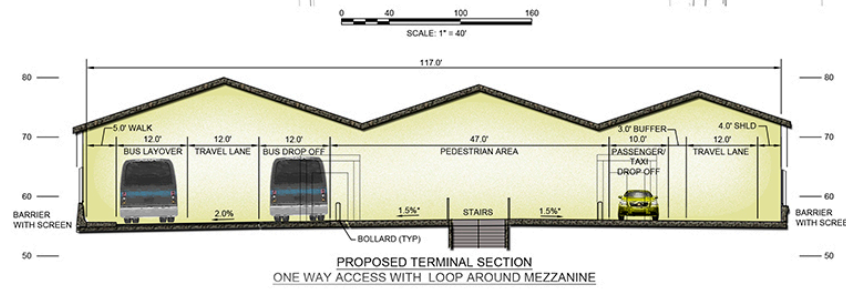 0 40 80 160
SCALE: 1" = 40'
117.0'
80 80
70 70
60 60
50 50
5.0' WALK
12.0'
BUS LAYOVER
12.0'
TRAVEL LANE
12.0'
BUS DROP OFF
47.0'
PEDESTRIAN AREA
10.0'
PASSENGER/
TAXI
DROP OFF
3.0' BUFFER
12.0'
TRAVEL LANE
4.0' SHLD
BARRIER
WITH SCREEN
2.0%
1.5%
STAIRS
1.5%
BARRIER
WITH SCREEN
BOLLARD (TYP)
PROPOSED TERMINAL SECTION
ONE WAY ACCESS WITH LOOP AROUND MEZZANINE